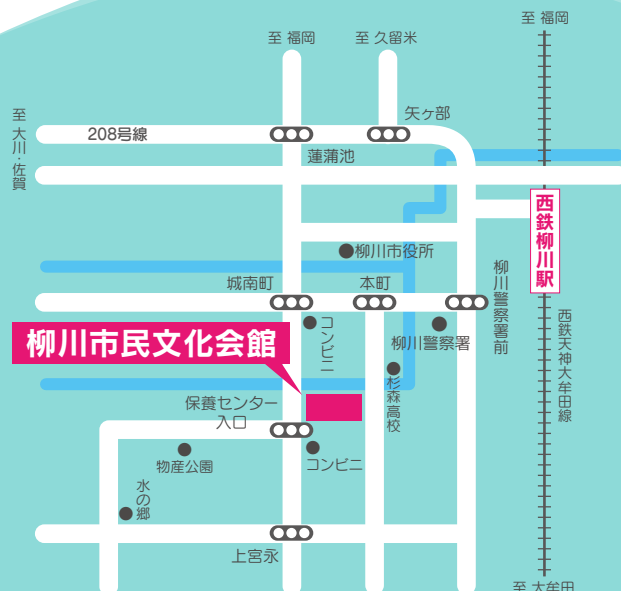 至 福岡
至 福岡
至 久留米
至 大川・佐賀
208号線
矢ヶ部
蓮蒲池
西鉄柳川駅
柳川市役所
城南町
本町
柳川警察署前
コンビニ
柳川警察署
西鉄天神大牟田線
柳川市民文化会館
杉森高校
保養センター
入口
物産公園
コンビニ
水の郷
上宮永
至 大牟田